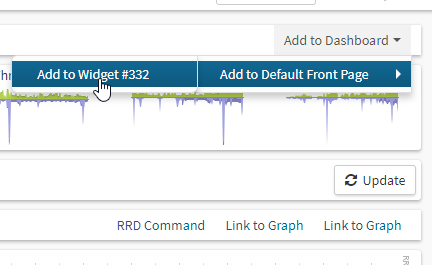 Add to Dashboard
Add to Widget #332
Add to Default Front Page
Update
RRD Command
Link to Graph
Link to Graph